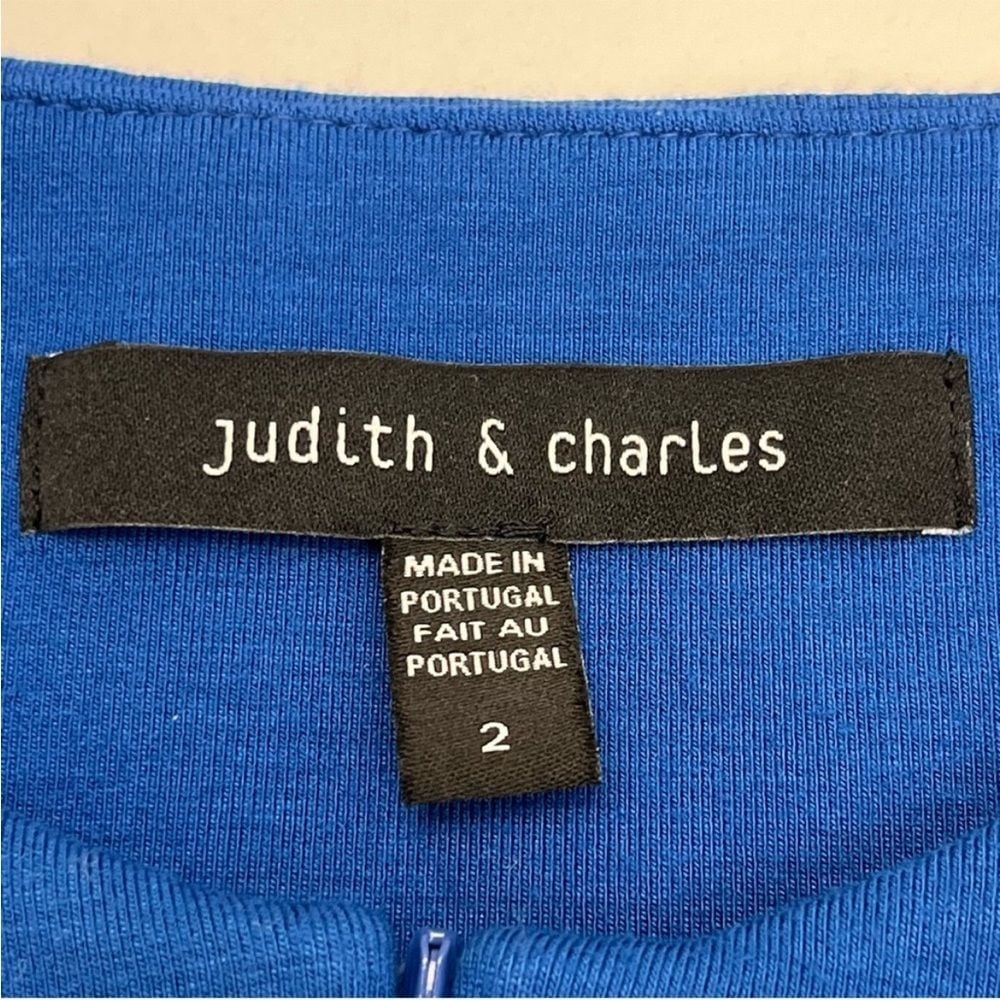 judith & charles
MADE IN
PORTUGAL
FAIT AU
PORTUGAL
2